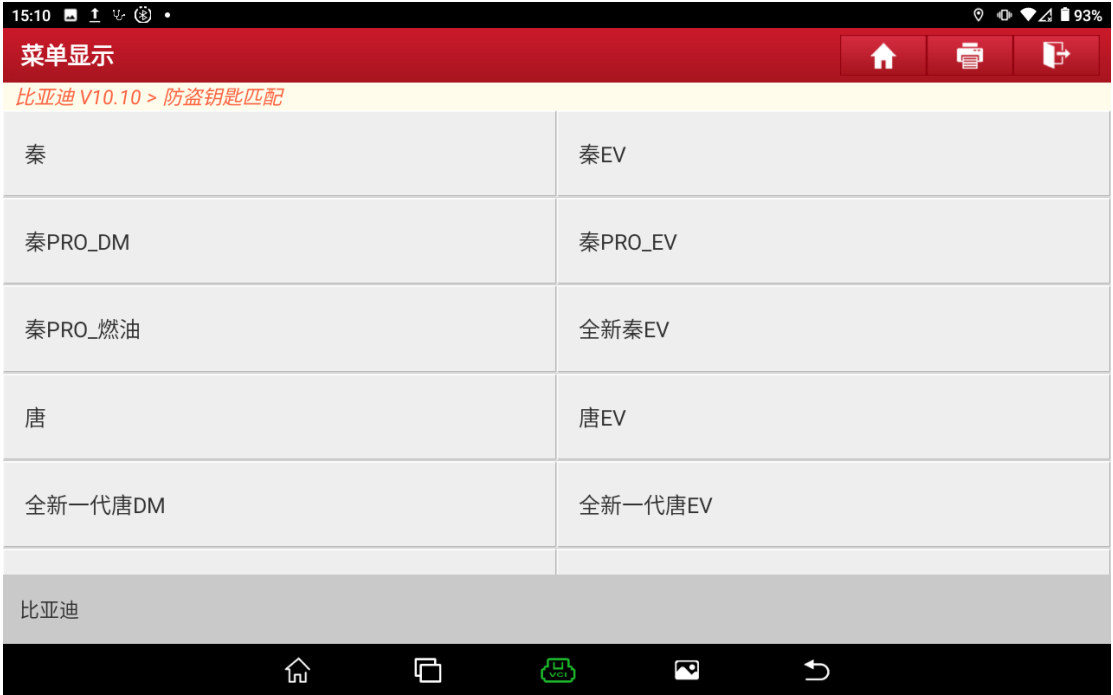 15:10 93%
菜单显示
比亚迪 V10.10 > 防盗钥匙匹配
秦 秦EV
秦PRO_DM 秦PRO_EV
秦PRO_燃油 全新秦EV
唐 唐EV
全新一代唐DM 全新一代唐EV
比亚迪
VCI